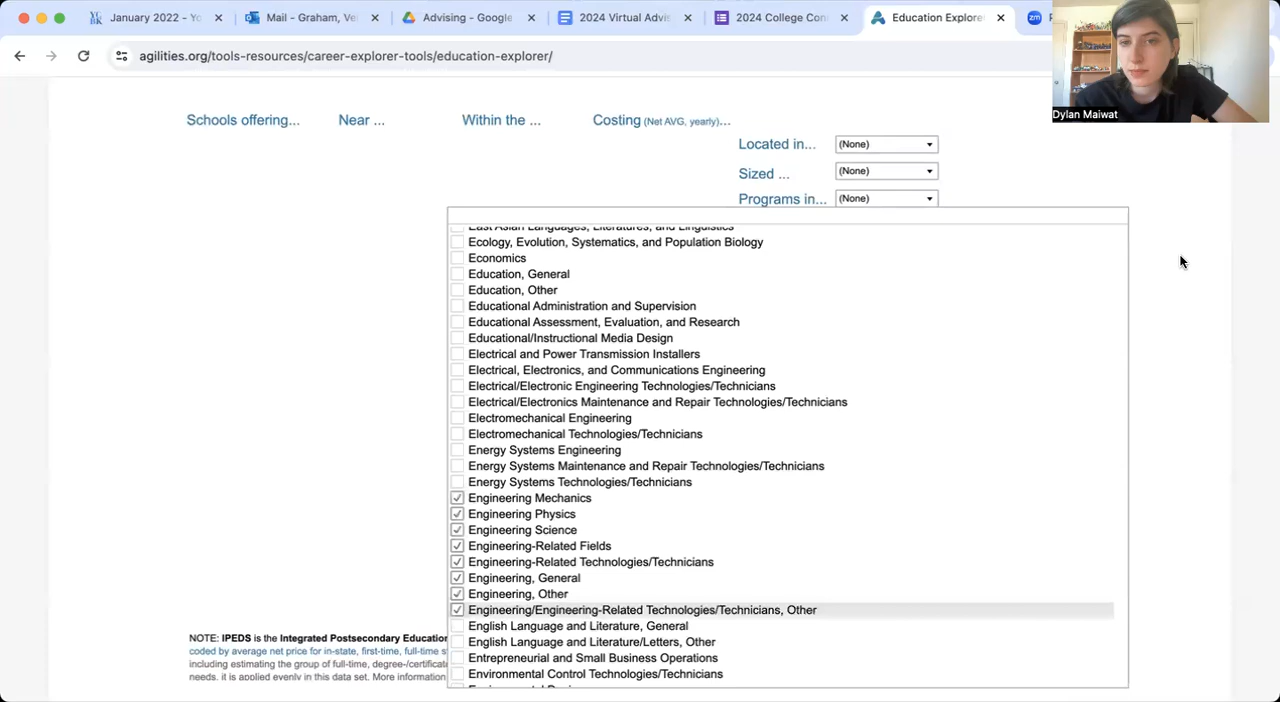 January 2022 - Yo
Mail - Graham, Ve
Advising - Google
2024 Virtual Advis
2024 College Con
Education Explore
agilities.org/tools-resources/career-explorer-tools/education-explorer/
Dylan Maiwat
Schools offering... Near ... Within the ... Costing (Net AVG, yearly)...
Located in... (None)
Sized ... (None)
Programs in... (None)
East Asian Languages, Literatures, and Linguistics
Ecology, Evolution, Systematics, and Population Biology
Economics
Education, General
Education, Other
Educational Administration and Supervision
Educational Assessment, Evaluation, and Research
Educational/Instructional Media Design
Electrical and Power Transmission Installers
Electrical, Electronics, and Communications Engineering
Electrical/Electronic Engineering Technologies/Technicians
Electrical/Electronics Maintenance and Repair Technologies/Technicians
Electromechanical Engineering
Electromechanical Technologies/Technicians
Energy Systems Engineering
Energy Systems Maintenance and Repair Technologies/Technicians
Energy Systems Technologies/Technicians
Engineering Mechanics
Engineering Physics
Engineering Science
Engineering-Related Fields
Engineering-Related Technologies/Technicians
Engineering, General
Engineering, Other
Engineering/Engineering-Related Technologies/Technicians, Other
English Language and Literature, General
English Language and Literature/Letters, Other
Entrepreneurial and Small Business Operations
Environmental Control Technologies/Technicians
NOTE: IPEDS is the Integrated Postsecondary Education
coded by average net price for in-state, first-time, full-time s
including estimating the group of full-time, degree-/certificate
needs, it is applied evenly in this data set. More information